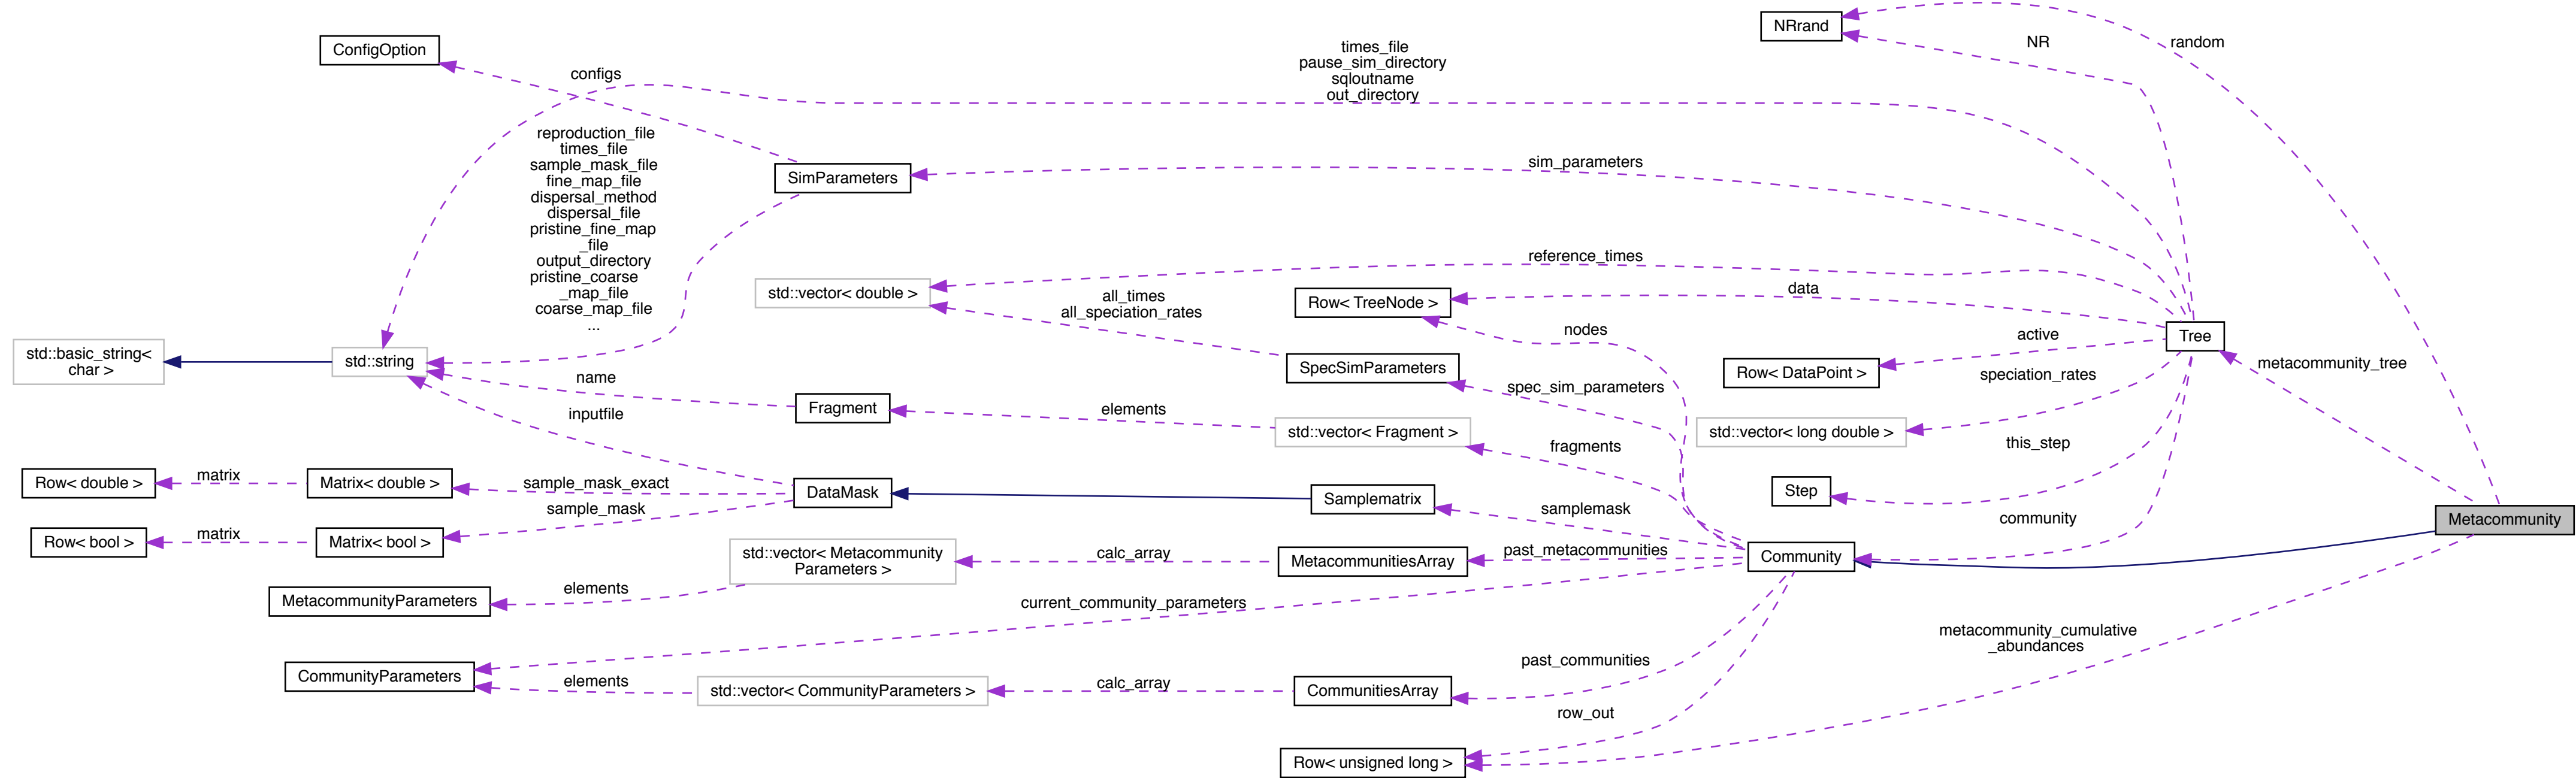 NRrand
random
NR
ConfigOption
times_file
pause_sim_directory
sqloutname
out_directory
configs
reproduction_file
times_file
sample_mask_file
fine_map_file
dispersal_method
dispersal_file
pristine_fine_map
_file
output_directory
pristine_coarse
_map_file
coarse_map_file
...
SimParameters
sim_parameters
reference_times
std::vector< double >
all_times
all_speciation_rates
Row< TreeNode >
data
nodes
Tree
active
std::basic_string<
char >
std::string
SpecSimParameters
Row< DataPoint >
metacommunity_tree
name
spec_sim_parameters
speciation_rates
Fragment
elements
inputfile
std::vector< Fragment >
fragments
std::vector< long double >
this_step
Row< double >
matrix
Matrix< double >
sample_mask_exact
DataMask
Samplematrix
Step
sample_mask
samplemask
community
Metacommunity
Row< bool >
matrix
Matrix< bool >
std::vector< Metacommunity
Parameters >
calc_array
MetacommunitiesArray
past_metacommunities
Community
MetacommunityParameters
elements
current_community_parameters
metacommunity_cumulative
_abundances
CommunityParameters
elements
std::vector< CommunityParameters >
calc_array
CommunitiesArray
past_communities
row_out
Row< unsigned long >